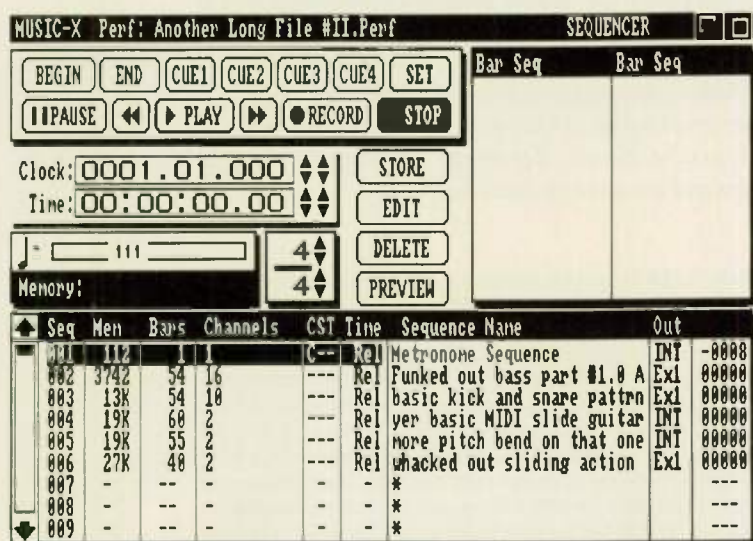 MUSIC-X Perf: Another Long File #II.Perf SEQUENCER
BEGIN END CUE1 CUE2 CUE3 CUE4 SET
PAUSE PLAY RECORD STOP
Bar Seq Bar Seq
Clock: 0001.01.000
Time: 00:00:00.00
STORE
EDIT
DELETE
PREVIEW
= 111
4
4
Memory:
Seq Mem Bars Channels CST Time Sequence Name Out
001 112 1 1 C-- Rel Metronome Sequence INT -0008
002 3742 54 16 --- Rel Funked out bass part #1.0 A Ex1 00000
003 13K 54 10 --- Rel basic kick and snare pattrn Ex1 00000
004 19K 60 2 --- Rel yer basic MIDI slide guitar INT 00000
005 19K 55 2 --- Rel more pitch bend on that one INT 00000
006 27K 40 2 --- Rel whacked out sliding action Ex1 00000
007 - -- - - - * ---
008 - -- - - - * ---
009 - -- - - - * ---